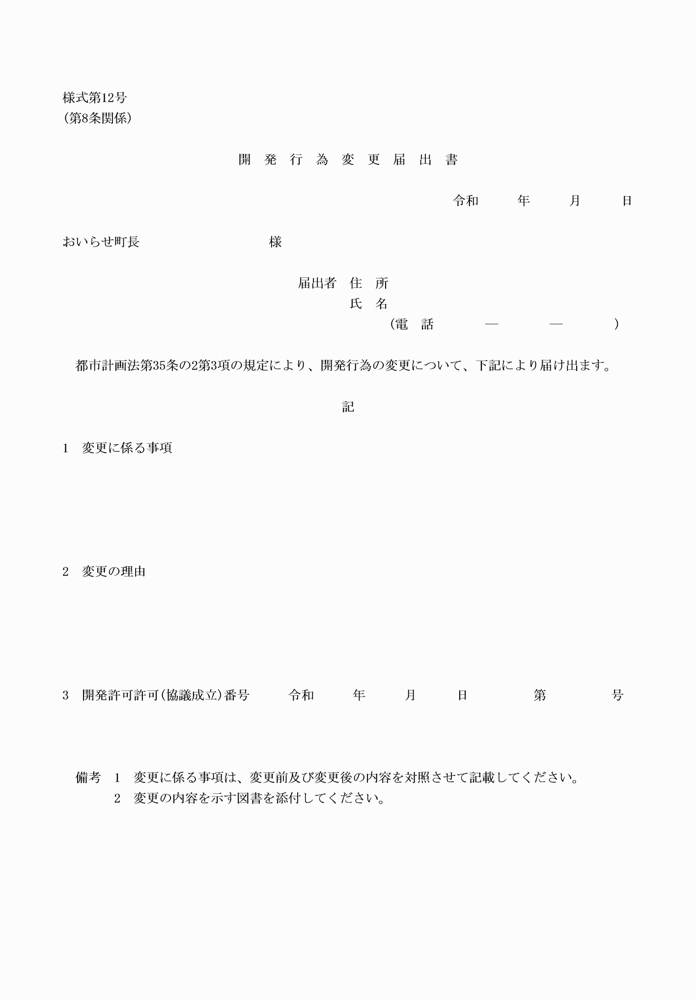 様式第12号
（第8条関係）
開　発　行　為　変　更　届　出　書
令和　　　年　　　月　　　日
おいらせ町長　　　　　　　　　　様
届出者　住　所
氏　名
（電　話　　　　―　　　　―　　　　）
都市計画法第35条の2第3項の規定により、開発行為の変更について、下記により届け出ます。
記
1　変更に係る事項
2　変更の理由
3　開発許可許可（協議成立）番号　　　令和　　　年　　　月　　　日　　　　　第　　　　　号
備考　1　変更に係る事項は、変更前及び変更後の内容を対照させて記載してください。
2　変更の内容を示す図書を添付してください。